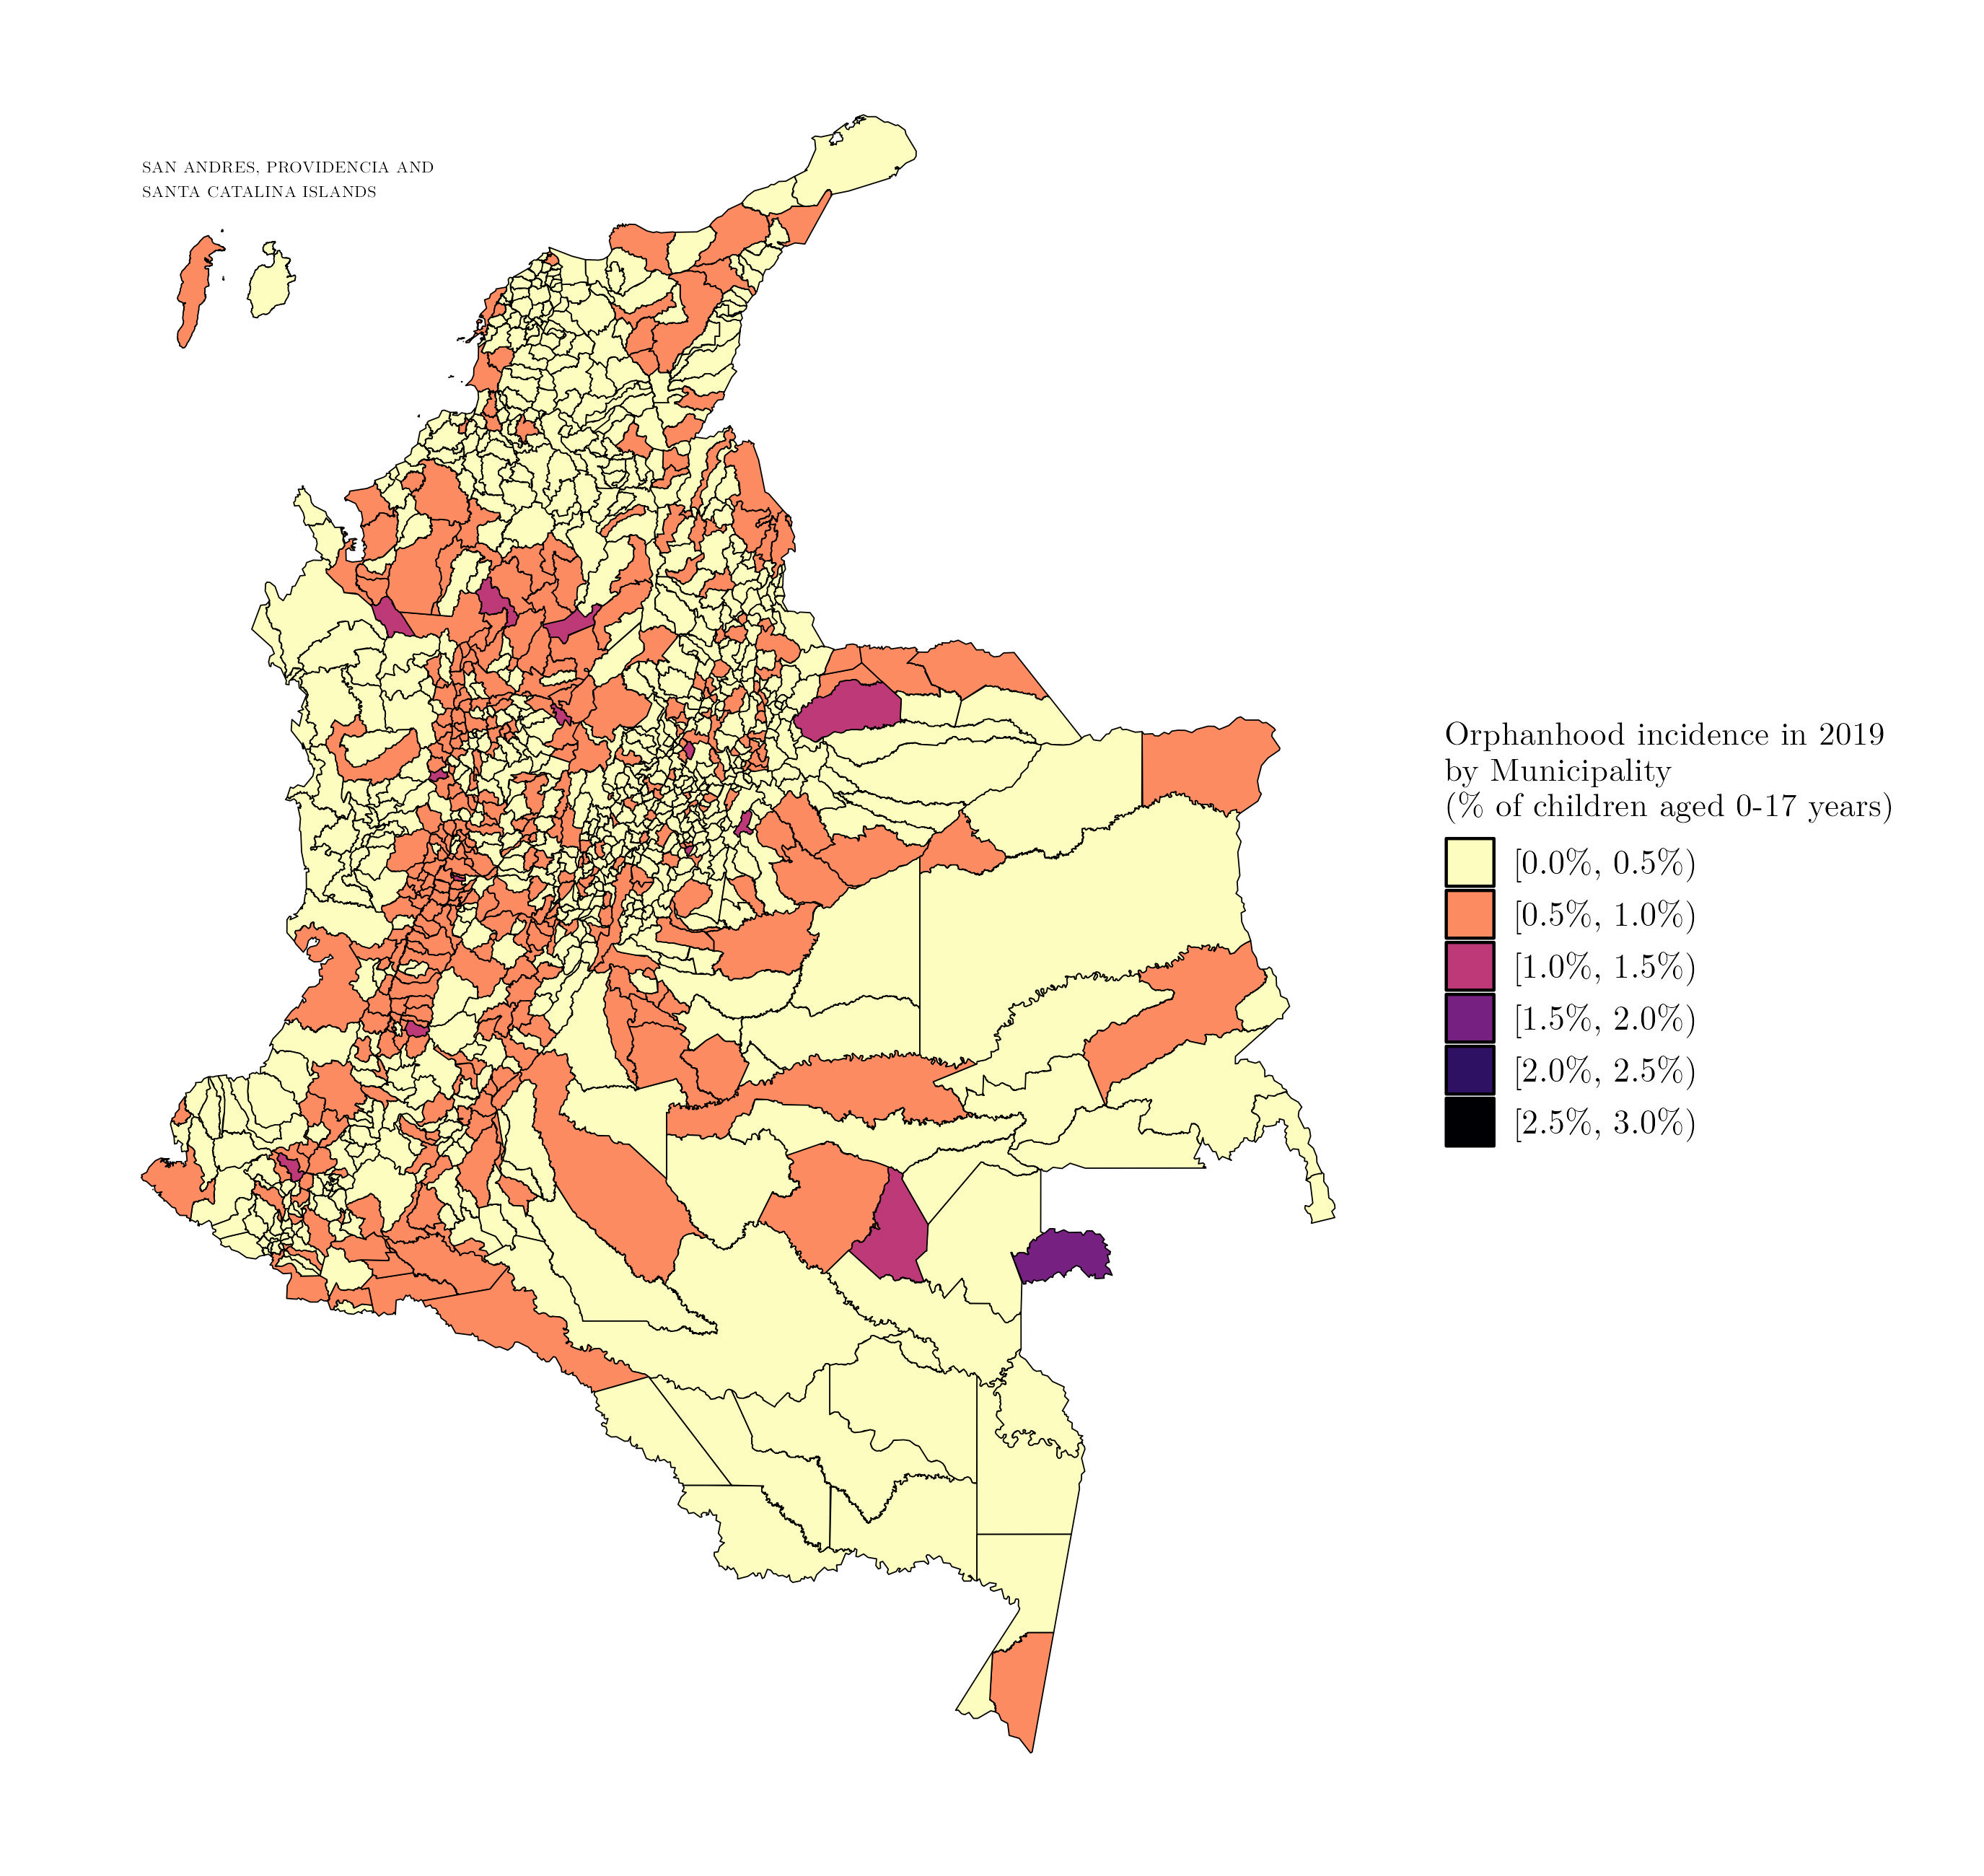 SAN ANDRES, PROVIDENCIA AND
SANTA CATALINA ISLANDS
Orphanhood incidence in 2019
by Municipality
(% of children aged 0-17 years)
[0.0%, 0.5%)
[0.5%, 1.0%)
[1.0%, 1.5%)
[1.5%, 2.0%)
[2.0%, 2.5%)
[2.5%, 3.0%)